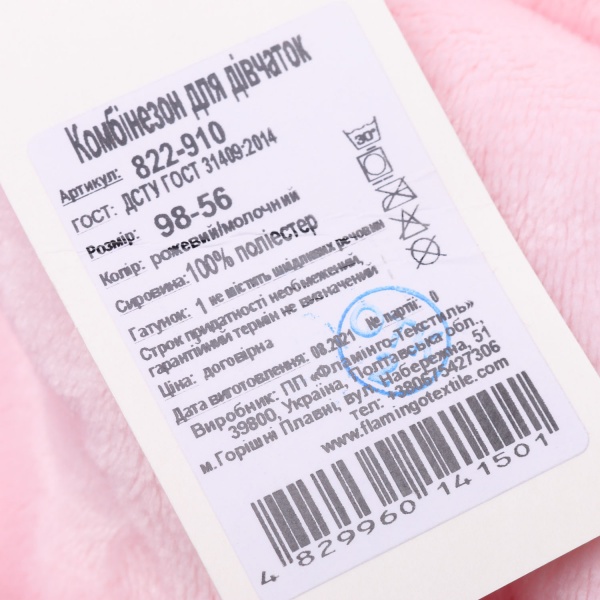 Комбінезон для дівчаток
Артикул: 822-910
ГОСТ: ДСТУ ГОСТ 31409:2014
Розмір: 98-56
Колір: рожевий/молочний
Сировина: 100% поліестер
Гатунок: 1 не містить шкідливих речовин
Строк придатності необмежений,
гарантійний термін не визначений
Ціна: договірна
Дата виготовлення: 08.2021 № партії: 0
Виробник: ПП «Фламінго-Текстиль»
39800, Україна, Полтавська обл.,
м.Горішні Плавні, вул. Набережна, 51
тел:
www.flamingotextile.com
30°
4 829960 141501